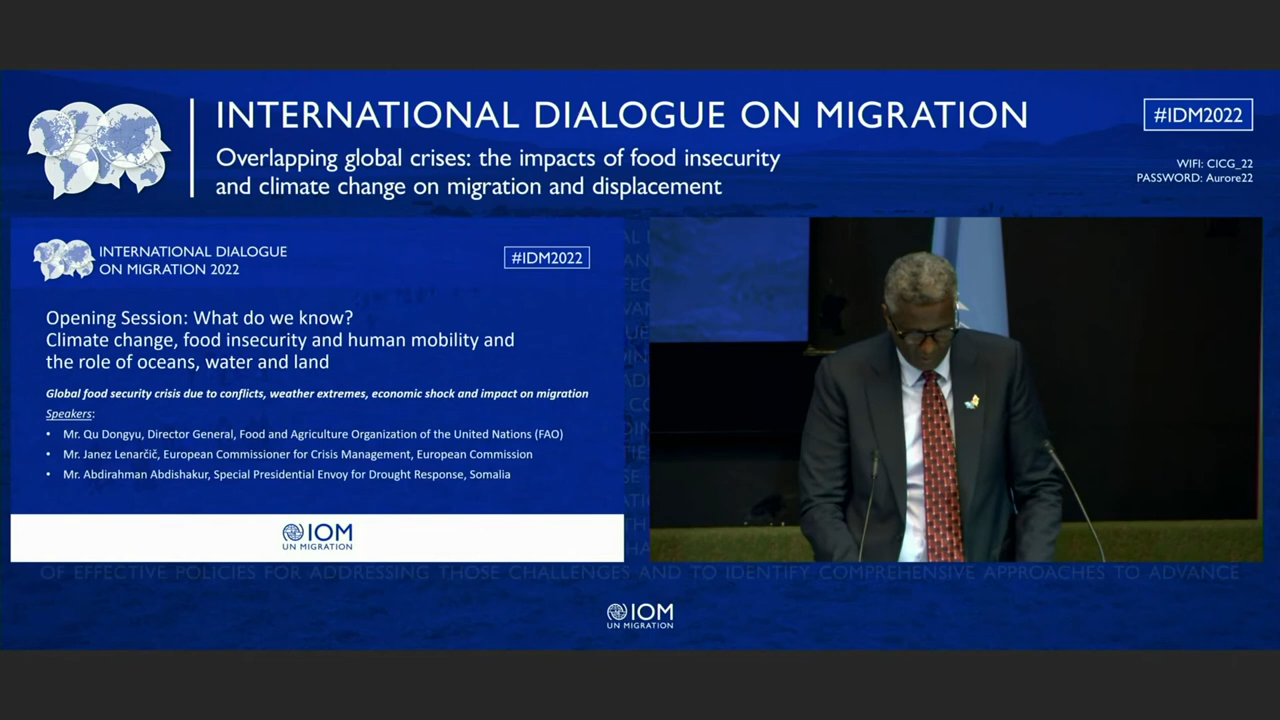 INTERNATIONAL DIALOGUE ON MIGRATION
Overlapping global crises: the impacts of food insecurity
and climate change on migration and displacement
#IDM2022
WIFI: CICG_22
PASSWORD: Aurore22
INTERNATIONAL DIALOGUE
ON MIGRATION 2022
#IDM2022
Opening Session: What do we know?
Climate change, food insecurity and human mobility and
the role of oceans, water and land
Global food security crisis due to conflicts, weather extremes, economic shock and impact on migration
Speakers:
• Mr. Qu Dongyu, Director General, Food and Agriculture Organization of the United Nations (FAO)
• Mr. Janez Lenarčič, European Commissioner for Crisis Management, European Commission
• Mr. Abdirahman Abdishakur, Special Presidential Envoy for Drought Response, Somalia
IOM
UN MIGRATION
OF EFFECTIVE POLICIES FOR ADDRESSING THOSE CHALLENGES AND TO IDENTIFY COMPREHENSIVE APPROACHES TO ADVANCE
IOM
UN MIGRATION